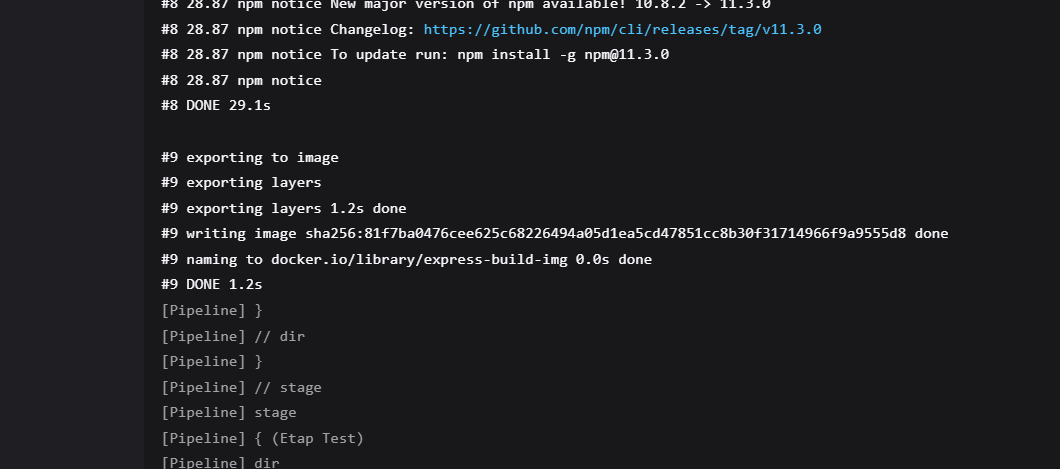 #8 28.87 npm notice New major version of npm available! 10.8.2 -> 11.3.0
#8 28.87 npm notice Changelog: https://github.com/npm/cli/releases/tag/v11.3.0
#8 28.87 npm notice To update run: npm install -g npm@11.3.0
#8 28.87 npm notice
#8 DONE 29.1s
#9 exporting to image
#9 exporting layers
#9 exporting layers 1.2s done
#9 writing image sha256:81f7ba0476cee625c68226494a05d1ea5cd47851cc8b30f31714966f9a9555d8 done
#9 naming to docker.io/library/express-build-img 0.0s done
#9 DONE 1.2s
[Pipeline] }
[Pipeline] // dir
[Pipeline] }
[Pipeline] // stage
[Pipeline] stage
[Pipeline] { (Etap Test)
[Pipeline] dir